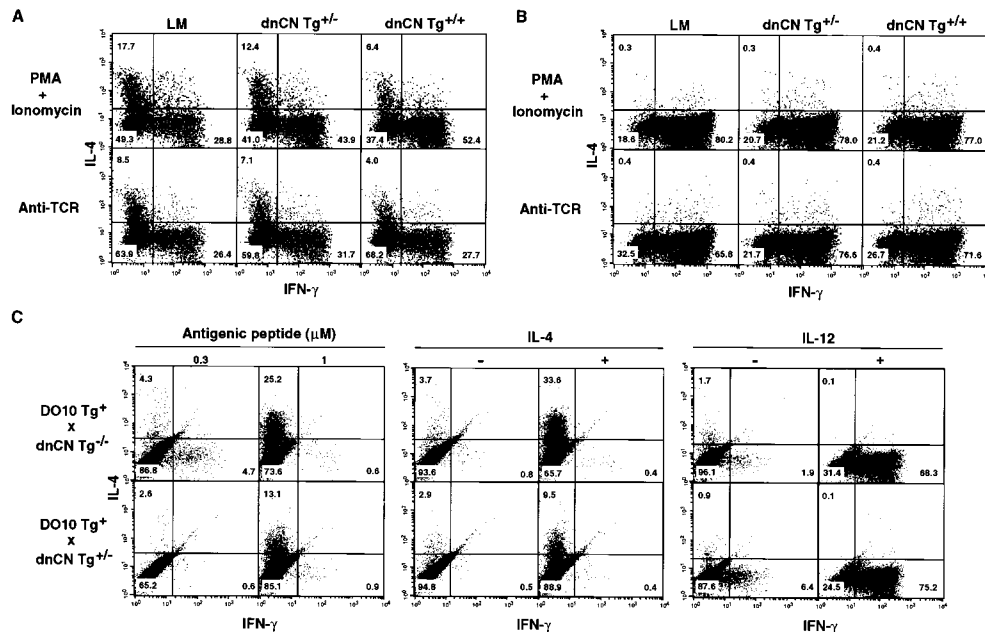 A
LM
dnCN Tg+/-
dnCN Tg+/+
PMA
+
Ionomycin
17.7
12.4
6.4
49.3
28.8
41.0
43.9
37.4
52.4
IL-4
Anti-TCR
8.5
7.1
4.0
63.9
26.4
59.8
31.7
68.2
27.7
IFN-γ
B
LM
dnCN Tg+/-
dnCN Tg+/+
PMA
+
Ionomycin
0.3
0.3
0.4
18.6
80.2
20.7
78.0
21.2
77.0
IL-4
Anti-TCR
0.4
0.4
0.4
32.5
65.8
21.7
76.6
26.7
71.6
IFN-γ
C
Antigenic peptide (μM)
0.3
1
IL-4
-
+
IL-12
-
+
DO10 Tg+
x
dnCN Tg-/-
4.3
25.2
3.7
33.6
1.7
0.1
86.8
4.7
73.6
0.6
93.6
0.8
65.7
0.4
96.1
1.9
31.4
68.3
IL-4
DO10 Tg+
x
dnCN Tg+/-
2.6
13.1
2.9
9.5
0.9
0.1
65.2
0.6
85.1
0.9
94.8
0.5
88.9
0.4
87.6
6.4
24.5
75.2
IFN-γ
IFN-γ
IFN-γ